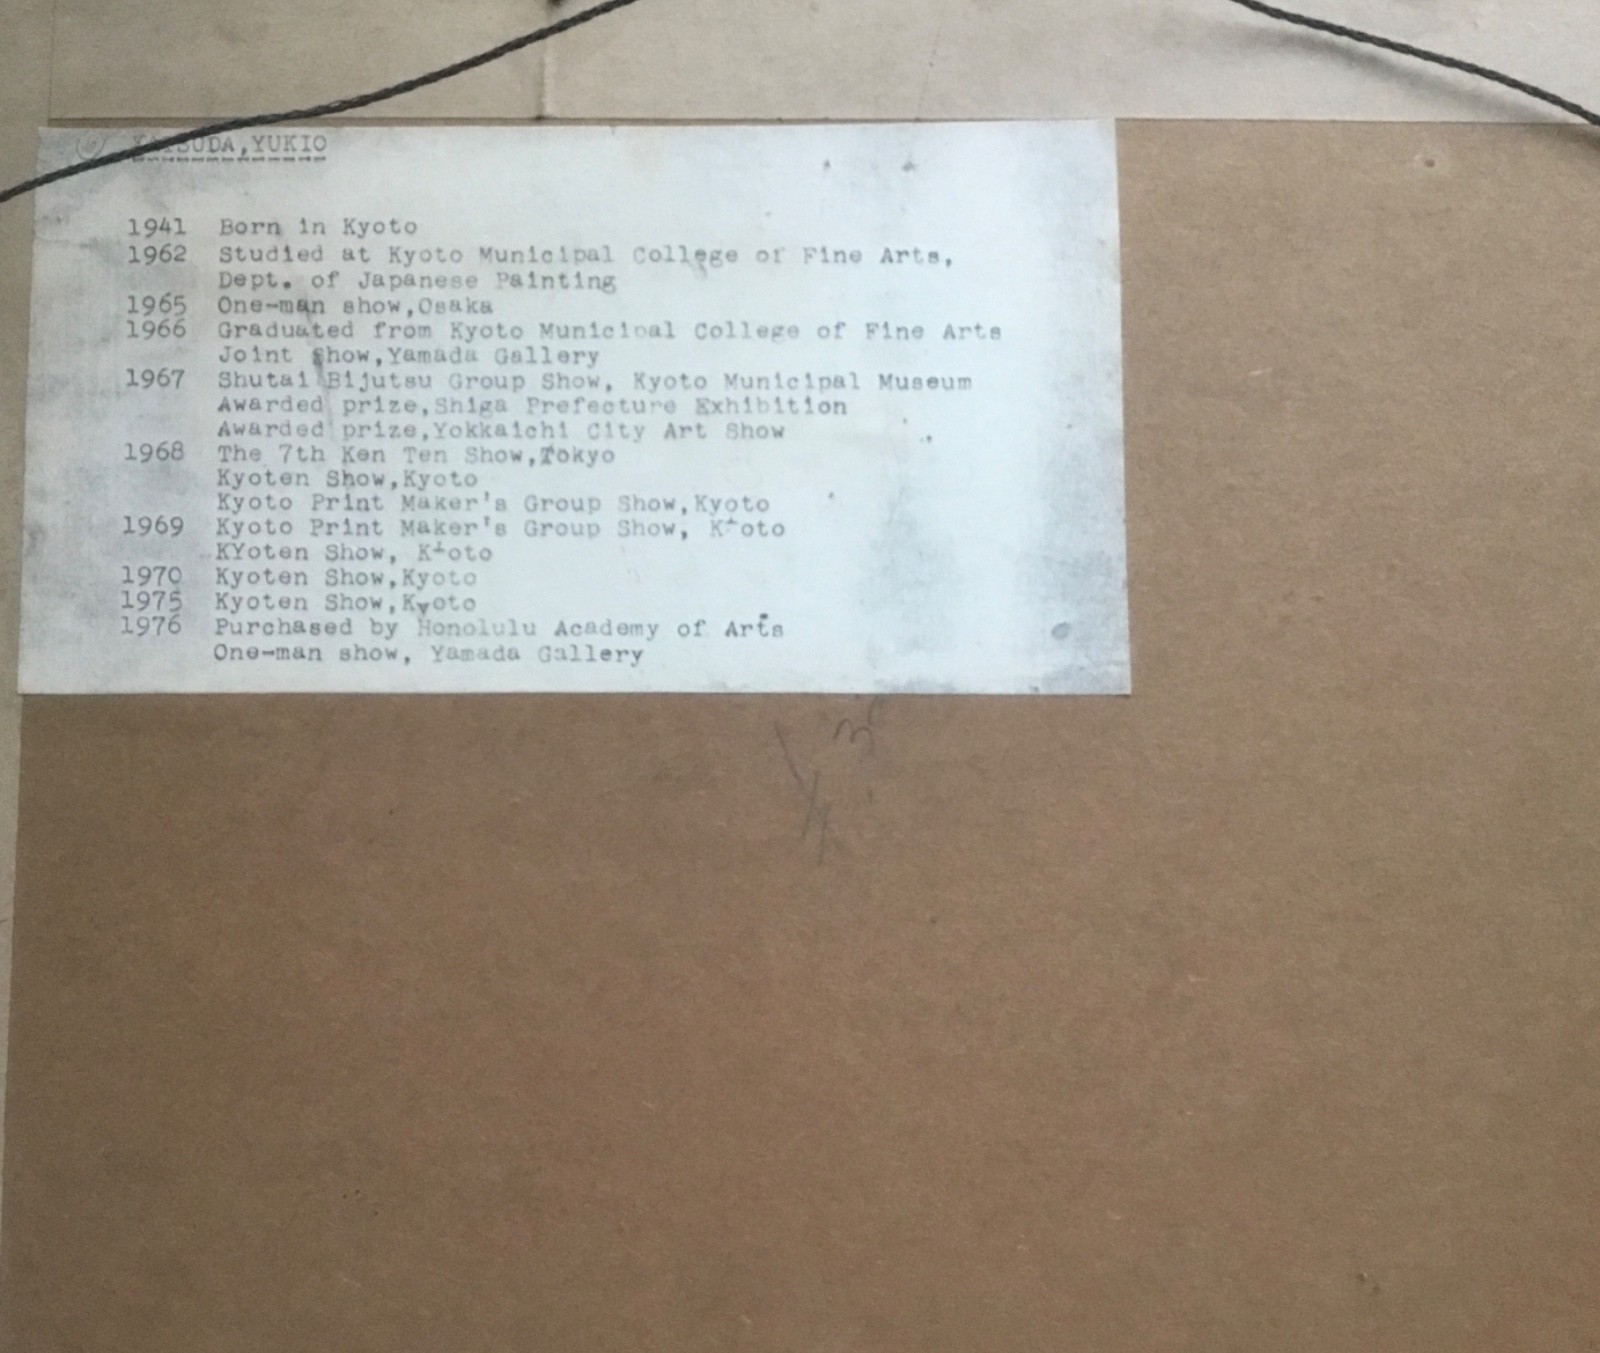 KATSUDA,YUKIO
1941 Born in Kyoto
1962 Studied at Kyoto Municipal College of Fine Arts,
Dept. of Japanese Painting
1965 One-man show,Osaka
1966 Graduated from Kyoto Municipal College of Fine Arts
Joint Show,Yamada Gallery
1967 Shutai Bijutsu Group Show, Kyoto Municipal Museum
Awarded prize,Shiga Prefecture Exhibition
Awarded prize,Yokkaichi City Art Show
1968 The 7th Ken Ten Show,Tokyo
Kyoten Show,Kyoto
Kyoto Print Maker's Group Show,Kyoto
1969 Kyoto Print Maker's Group Show, Kyoto
KYoten Show, Kyoto
1970 Kyoten Show,Kyoto
1975 Kyoten Show,Kyoto
1976 Purchased by Honolulu Academy of Arts
One-man show, Yamada Gallery